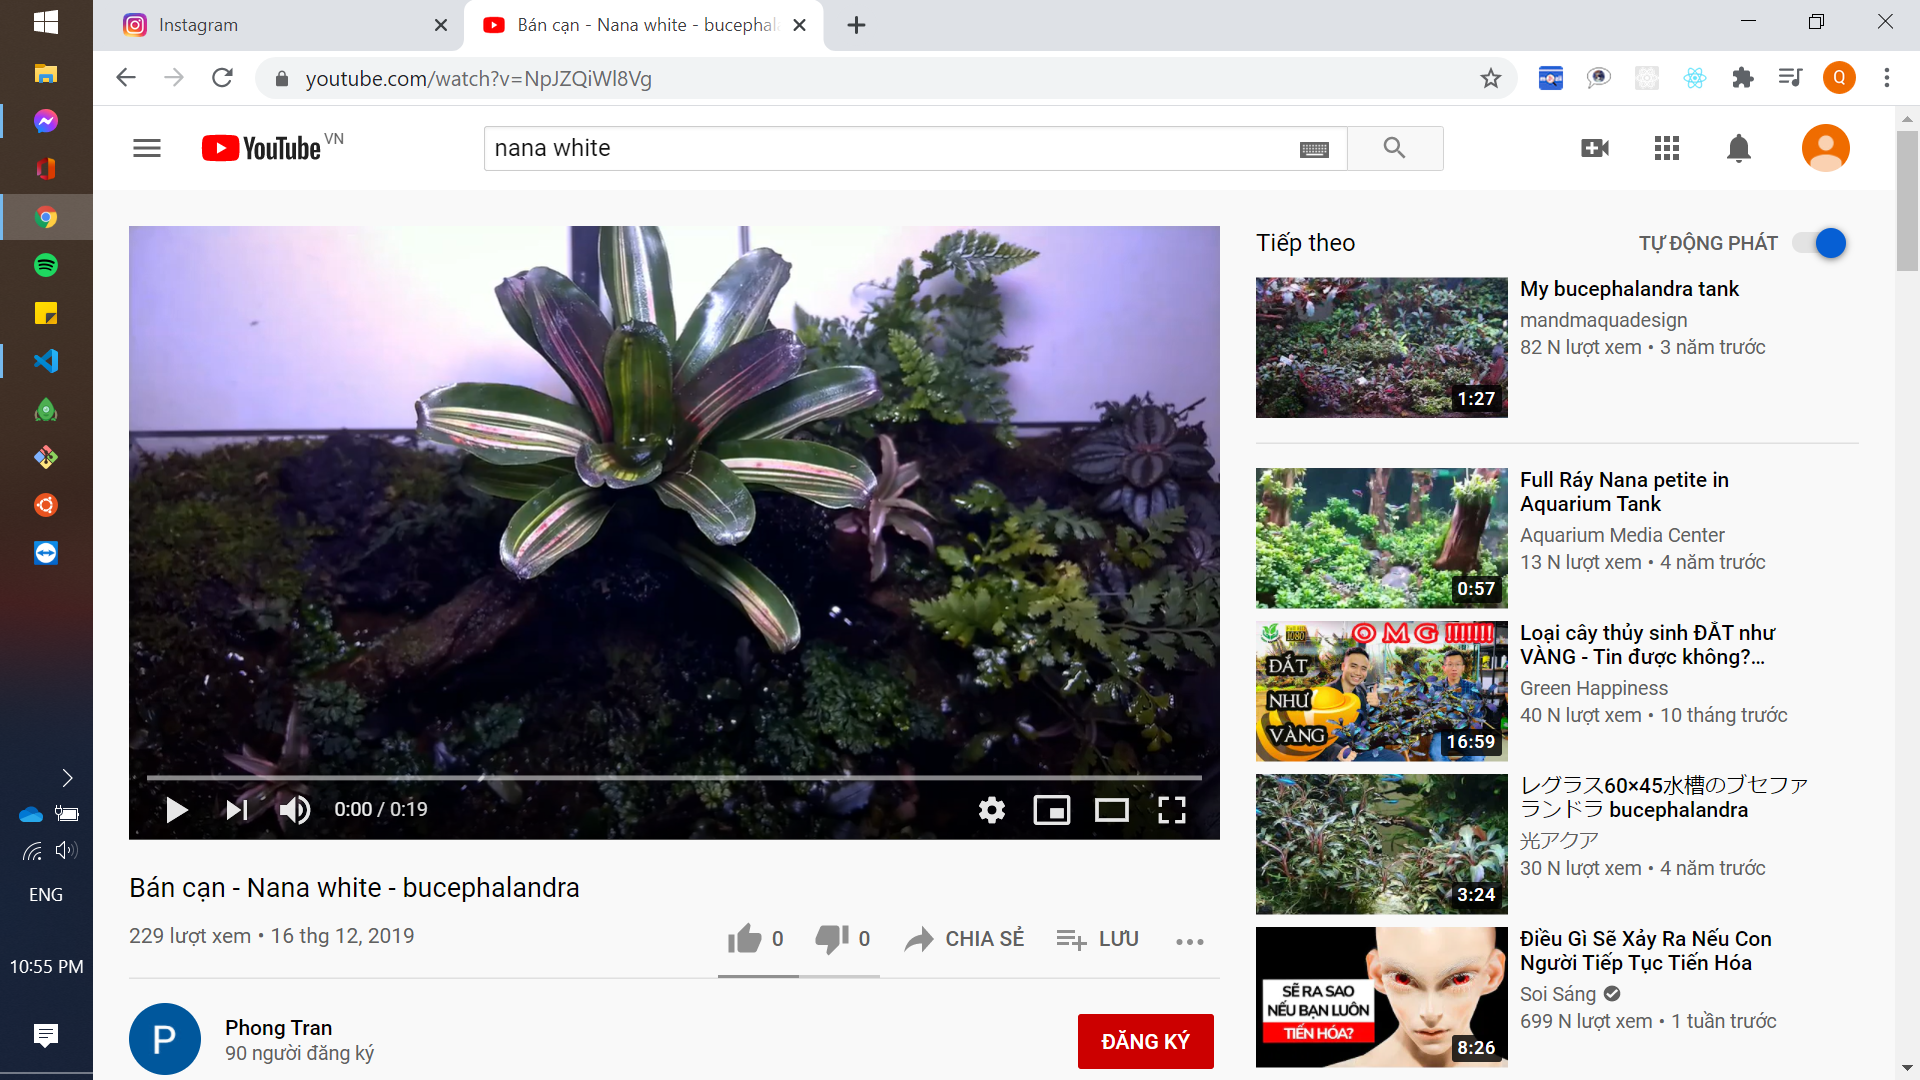 Instagram
Bán cạn - Nana white - bucephala
youtube.com/watch?v=NpJZQiWl8Vg
Q
YouTube VN
nana white
0:00 / 0:19
Bán cạn - Nana white - bucephalandra
229 lượt xem • 16 thg 12, 2019
0
0
CHIA SẺ
LƯU
P
Phong Tran
90 người đăng ký
ĐĂNG KÝ
Tiếp theo
TỰ ĐỘNG PHÁT
1:27
My bucephalandra tank
mandmaquadesign
82 N lượt xem • 3 năm trước
0:57
Full Ráy Nana petite in
Aquarium Tank
Aquarium Media Center
13 N lượt xem • 4 năm trước
1080
O M G !!!!!!
ĐẮT
NHƯ
VÀNG
16:59
Loại cây thủy sinh ĐẮT như
VÀNG - Tin được không?...
Green Happiness
40 N lượt xem • 10 tháng trước
3:24
レグラス60×45水槽のブセファ
ランドラ bucephalandra
光アクア
30 N lượt xem • 4 năm trước
SẼ RA SAO
NẾU BẠN LUÔN
TIẾN HÓA?
8:26
Điều Gì Sẽ Xảy Ra Nếu Con
Người Tiếp Tục Tiến Hóa
Soi Sáng
699 N lượt xem • 1 tuần trước
ENG
10:55 PM